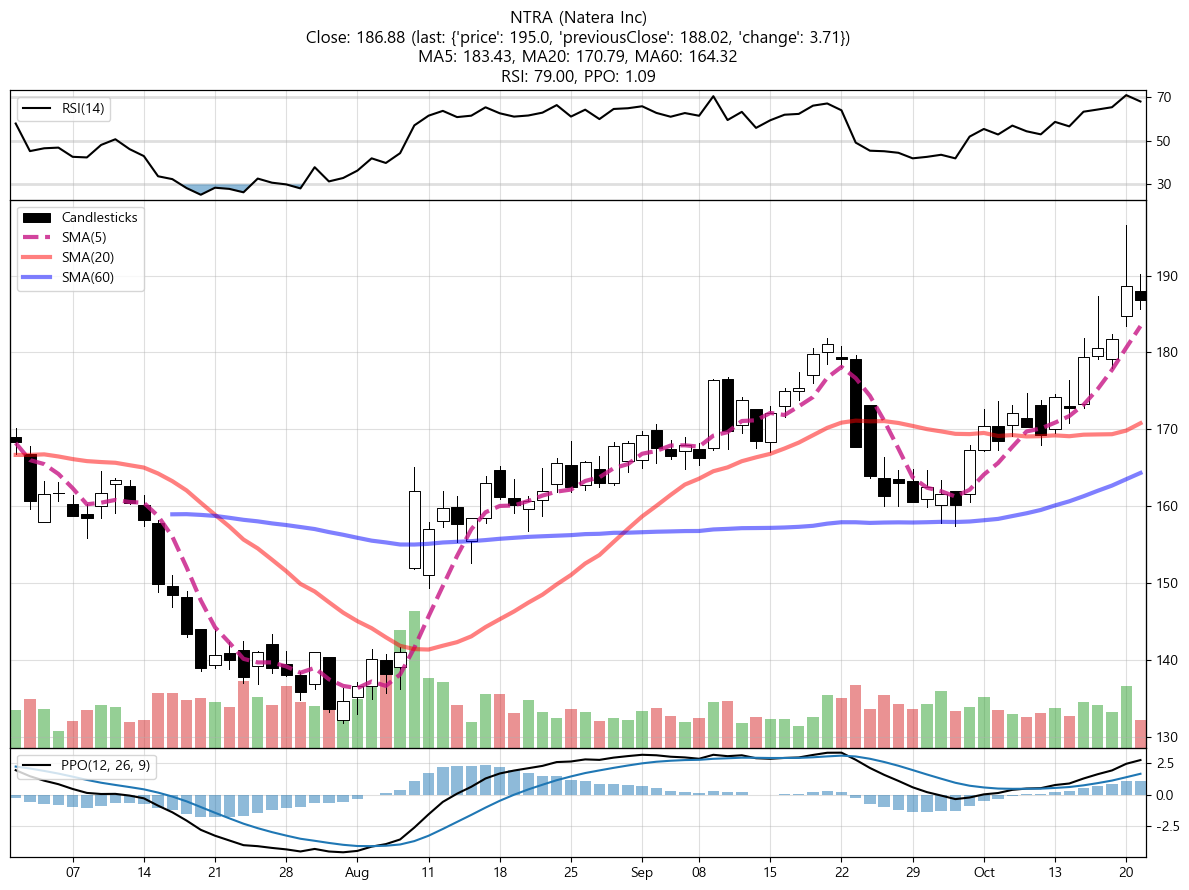 NTRA (Natera Inc)
Close: 186.88 (last: {'price': 195.0, 'previousClose': 188.02, 'change': 3.71})
MA5: 183.43, MA20: 170.79, MA60: 164.32
RSI: 79.00, PPO: 1.09
RSI(14)
70
50
30
Candlesticks
SMA(5)
SMA(20)
SMA(60)
190
180
170
160
150
140
130
PPO(12, 26, 9)
2.5
0.0
−2.5
07 14 21 28 Aug 11 18 25 Sep 08 15 22 29 Oct 13 20